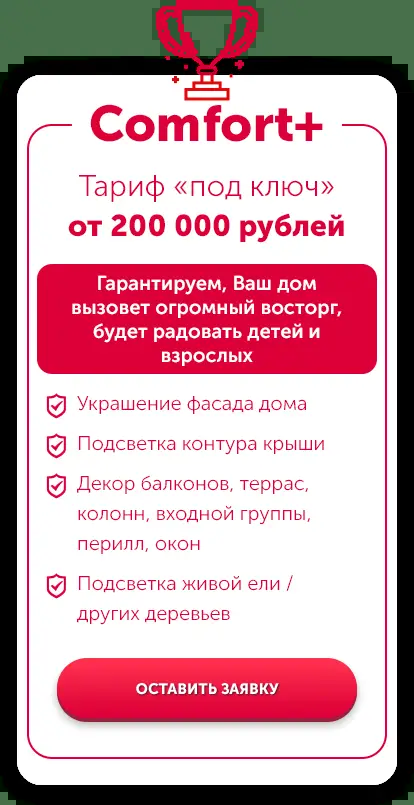 Comfort+
Тариф «под ключ»
от 200 000 рублей
Гарантируем, Ваш дом
вызовет огромный восторг,
будет радовать детей и
взрослых
Украшение фасада дома
Подсветка контура крыши
Декор балконов, террас,
колонн, входной группы,
перилл, окон
Подсветка живой ели /
других деревьев
ОСТАВИТЬ ЗАЯВКУ